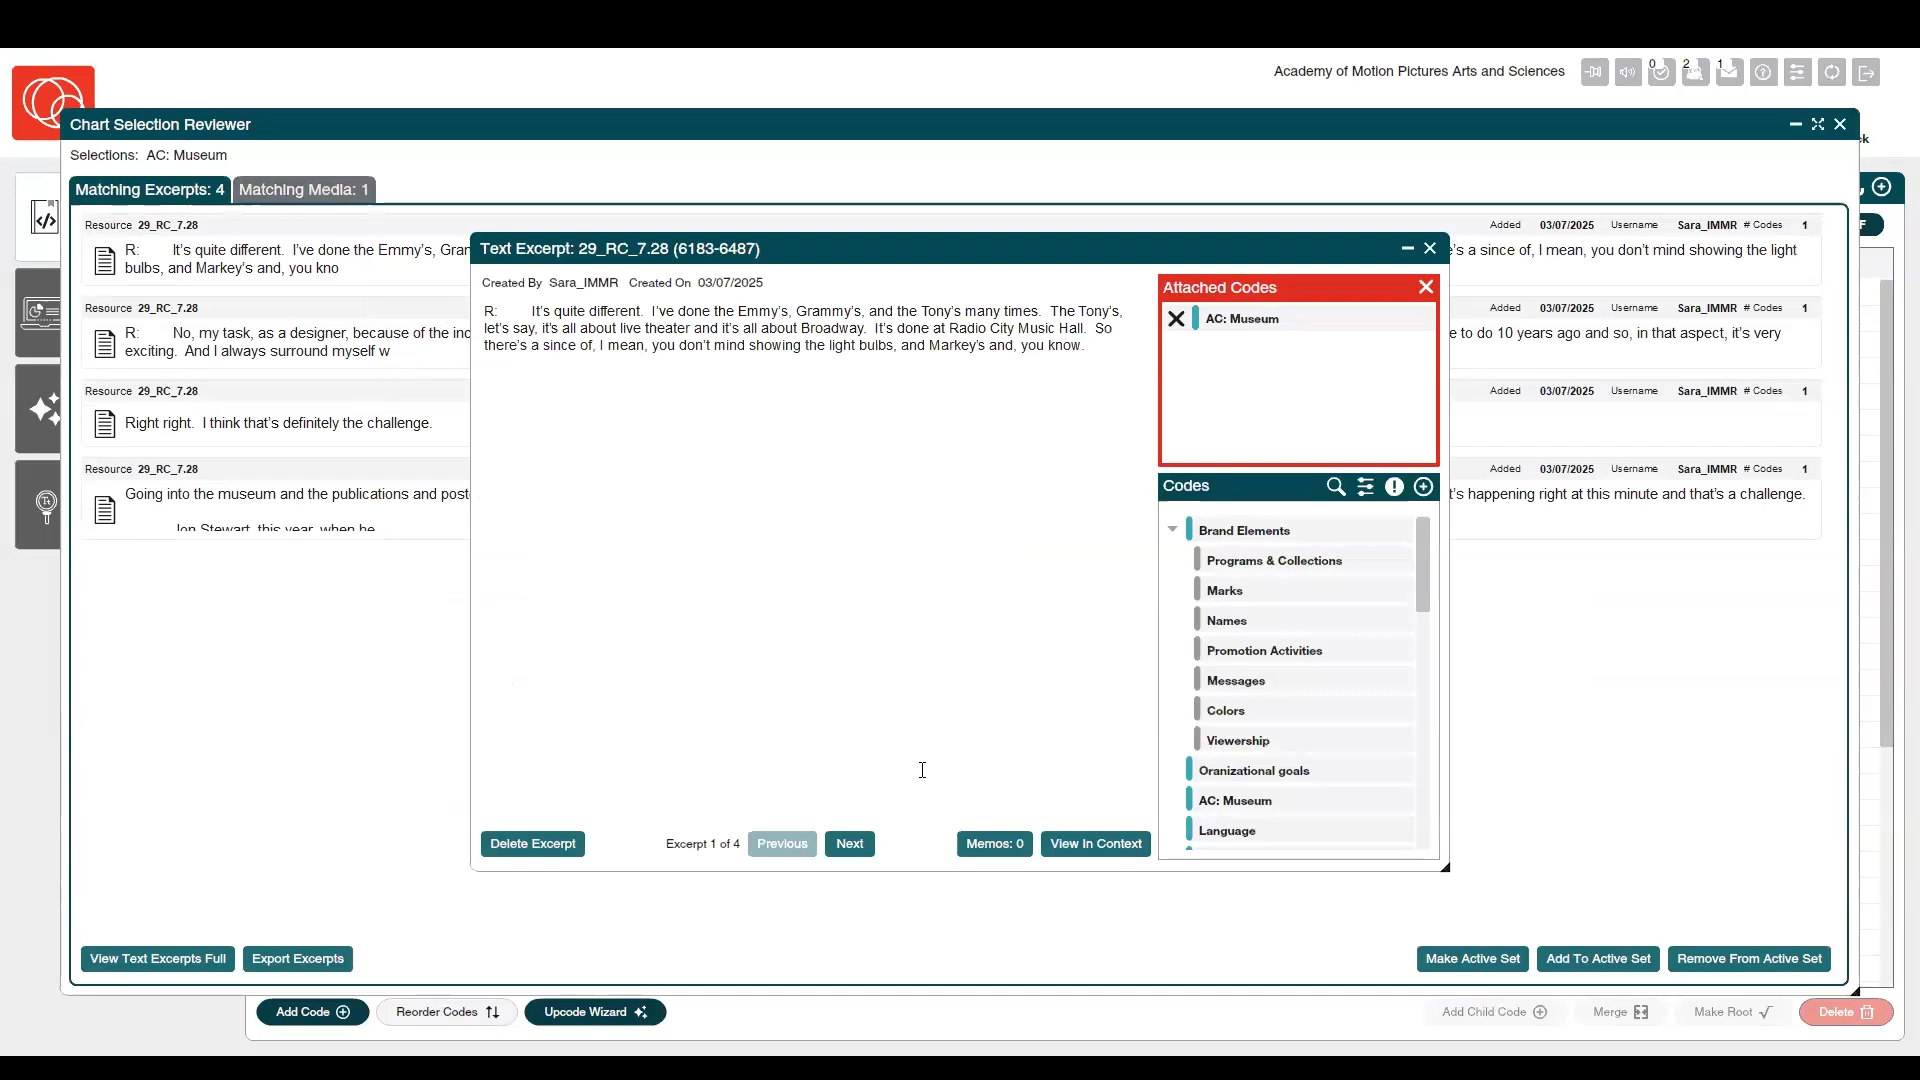 Academy of Motion Pictures Arts and Sciences
0
2
1
Chart Selection Reviewer
Selections: AC: Museum
Matching Excerpts: 4
Matching Media: 1
Resource 29_RC_7.28
Added 03/07/2025 Username Sara_IMMR # Codes 1
R: It’s quite different. I’ve done the Emmy’s, Gran
’s a since of, I mean, you don’t mind showing the light
bulbs, and Markey’s and, you kno
Resource 29_RC_7.28
Added 03/07/2025 Username Sara_IMMR # Codes 1
R: No, my task, as a designer, because of the inc
e to do 10 years ago and so, in that aspect, it’s very
exciting. And I always surround myself w
Resource 29_RC_7.28
Added 03/07/2025 Username Sara_IMMR # Codes 1
Right right. I think that’s definitely the challenge.
Resource 29_RC_7.28
Added 03/07/2025 Username Sara_IMMR # Codes 1
Going into the museum and the publications and poste
t’s happening right at this minute and that’s a challenge.
Jon Stewart, this year, when he
Text Excerpt: 29_RC_7.28 (6183-6487)
Created By Sara_IMMR Created On 03/07/2025
R: It’s quite different. I’ve done the Emmy’s, Grammy’s, and the Tony’s many times. The Tony’s,
let’s say, it’s all about live theater and it’s all about Broadway. It’s done at Radio City Music Hall. So
there’s a since of, I mean, you don’t mind showing the light bulbs, and Markey’s and, you know.
Attached Codes
AC: Museum
Codes
Brand Elements
Programs & Collections
Marks
Names
Promotion Activities
Messages
Colors
Viewership
Oranizational goals
AC: Museum
Language
Delete Excerpt
Excerpt 1 of 4
Previous
Next
Memos: 0
View In Context
View Text Excerpts Full
Export Excerpts
Make Active Set
Add To Active Set
Remove From Active Set
Add Code
Reorder Codes
Upcode Wizard
Add Child Code
Merge
Make Root
Delete